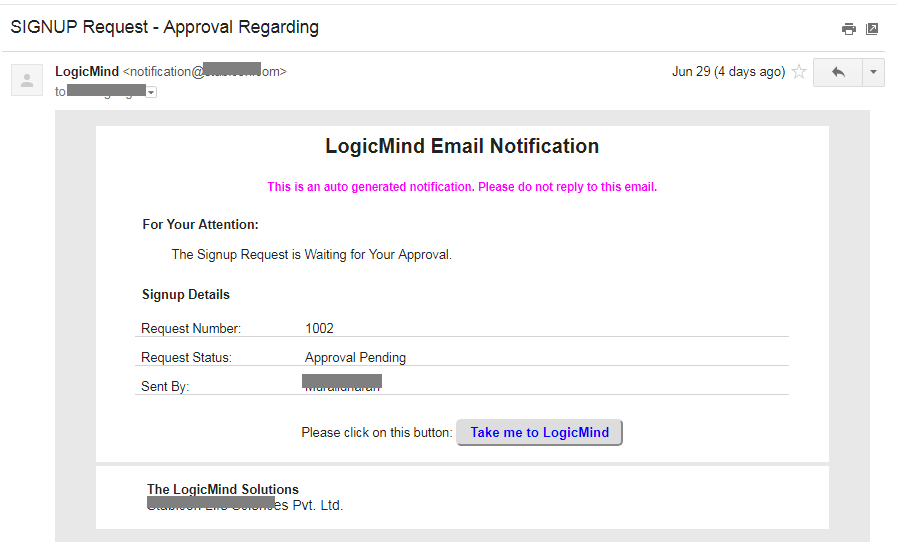 SIGNUP Request - Approval Regarding
LogicMind <notification@ om>
Jun 29 (4 days ago)
to
LogicMind Email Notification
This is an auto generated notification. Please do not reply to this email.
For Your Attention:
The Signup Request is Waiting for Your Approval.
Signup Details
Request Number: 1002
Request Status: Approval Pending
Sent By:
Please click on this button: Take me to LogicMind
The LogicMind Solutions
Pvt. Ltd.